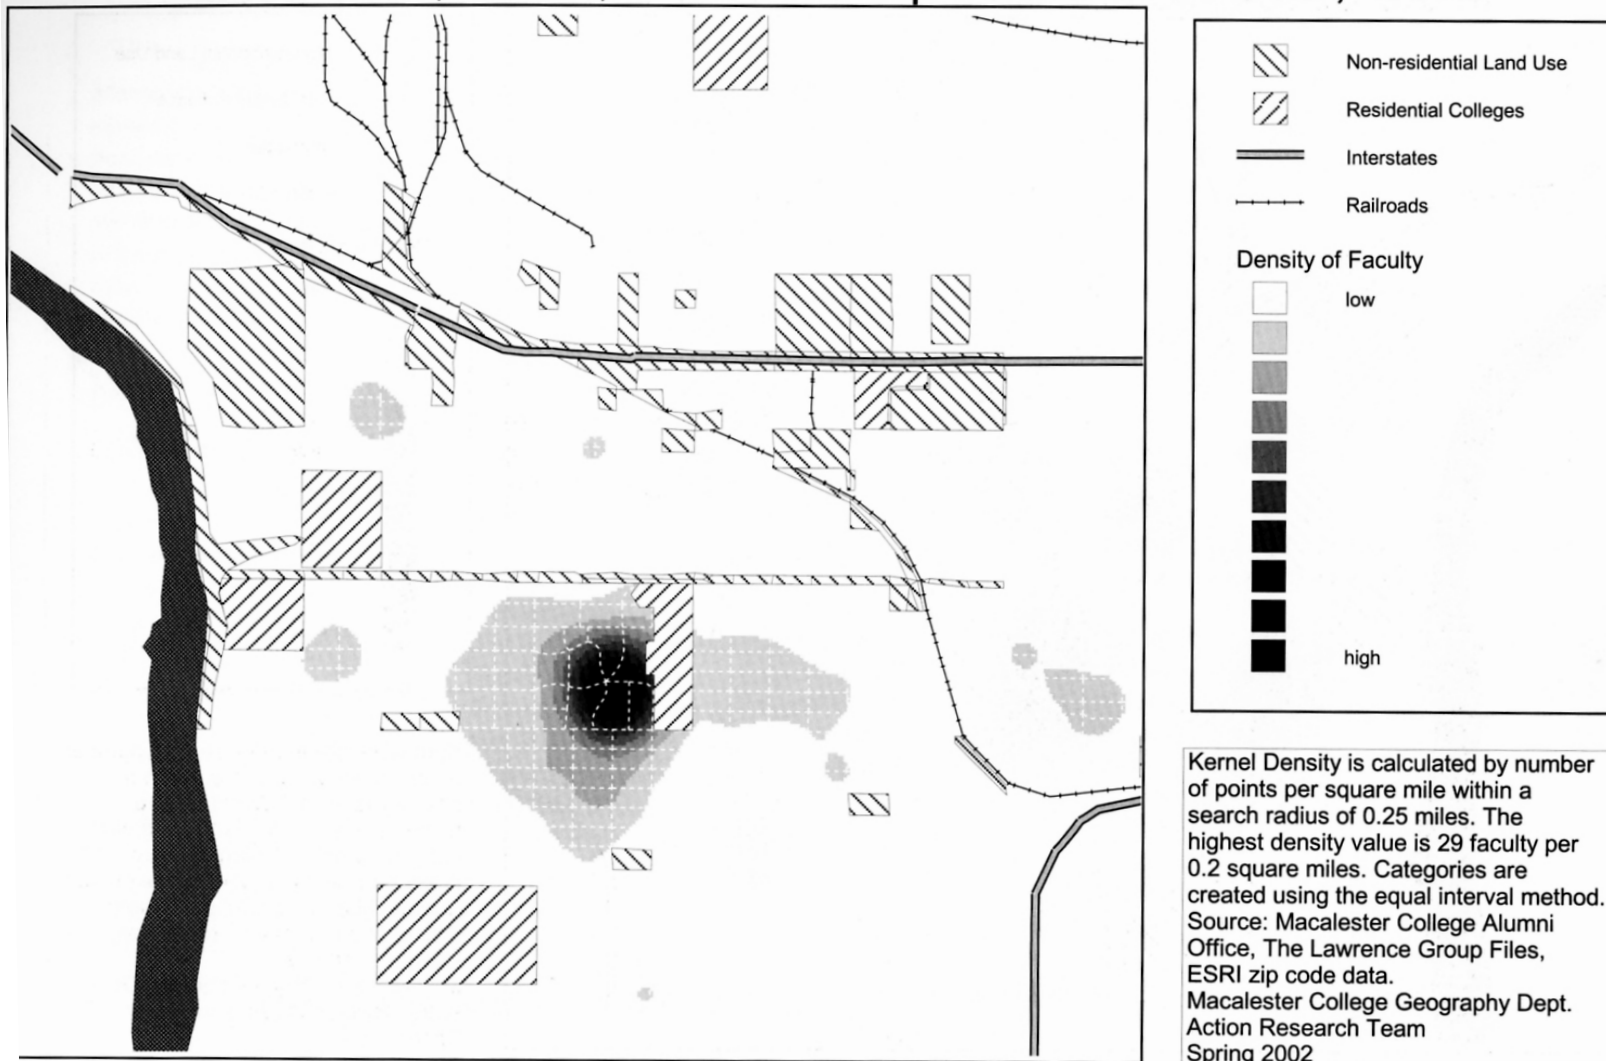 Non-residential Land Use
Residential Colleges
Interstates
Railroads
Density of Faculty
low
high
Kernel Density is calculated by number
of points per square mile within a
search radius of 0.25 miles. The
highest density value is 29 faculty per
0.2 square miles. Categories are
created using the equal interval method.
Source: Macalester College Alumni
Office, The Lawrence Group Files,
ESRI zip code data.
Macalester College Geography Dept.
Action Research Team
Spring 2002